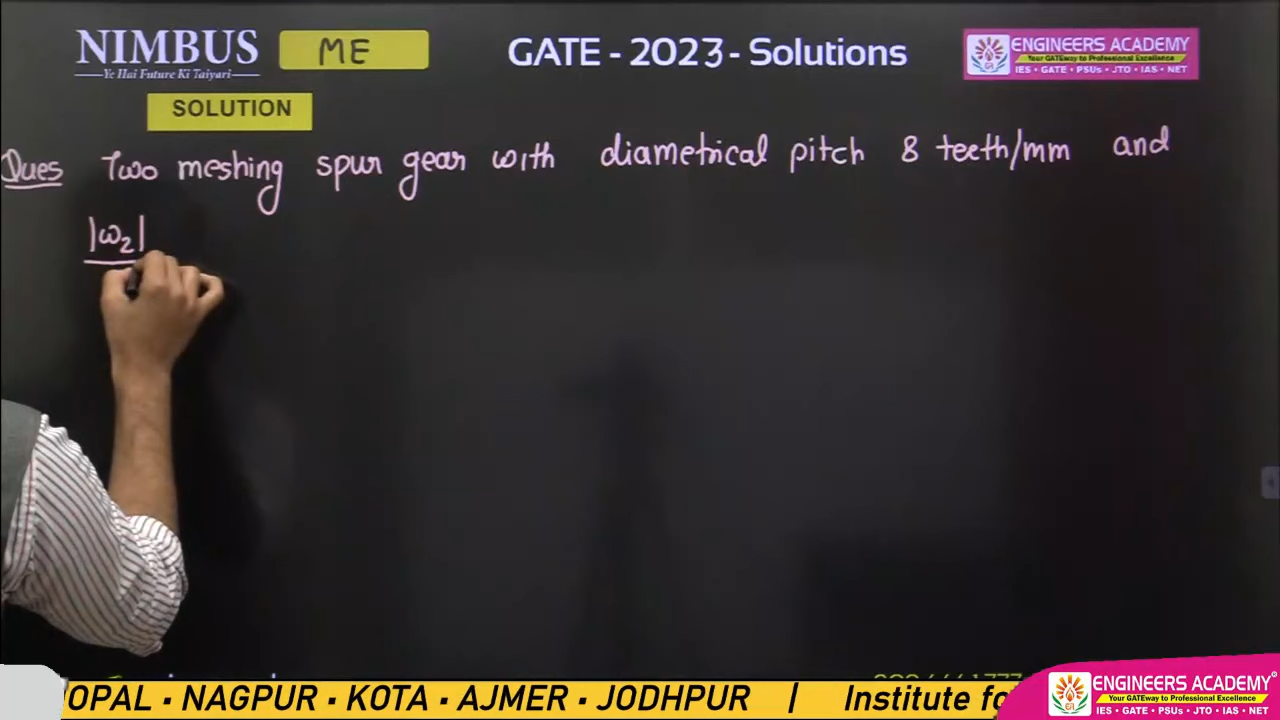 NIMBUS
Ye Hai Future Ki Taiyari
ME
GATE - 2023 - Solutions
ENGINEERS ACADEMY
Your GATEway to Professional Excellence
IES • GATE • PSUs • JTO • IAS • NET
SOLUTION
Ques Two meshing spur gear with diametrical pitch 8 teeth/mm and
|ω2|
OPAL • NAGPUR • KOTA • AJMER • JODHPUR | Institute fo
ENGINEERS ACADEMY
Your GATEway to Professional Excellence
IES • GATE • PSUs • JTO • IAS • NET